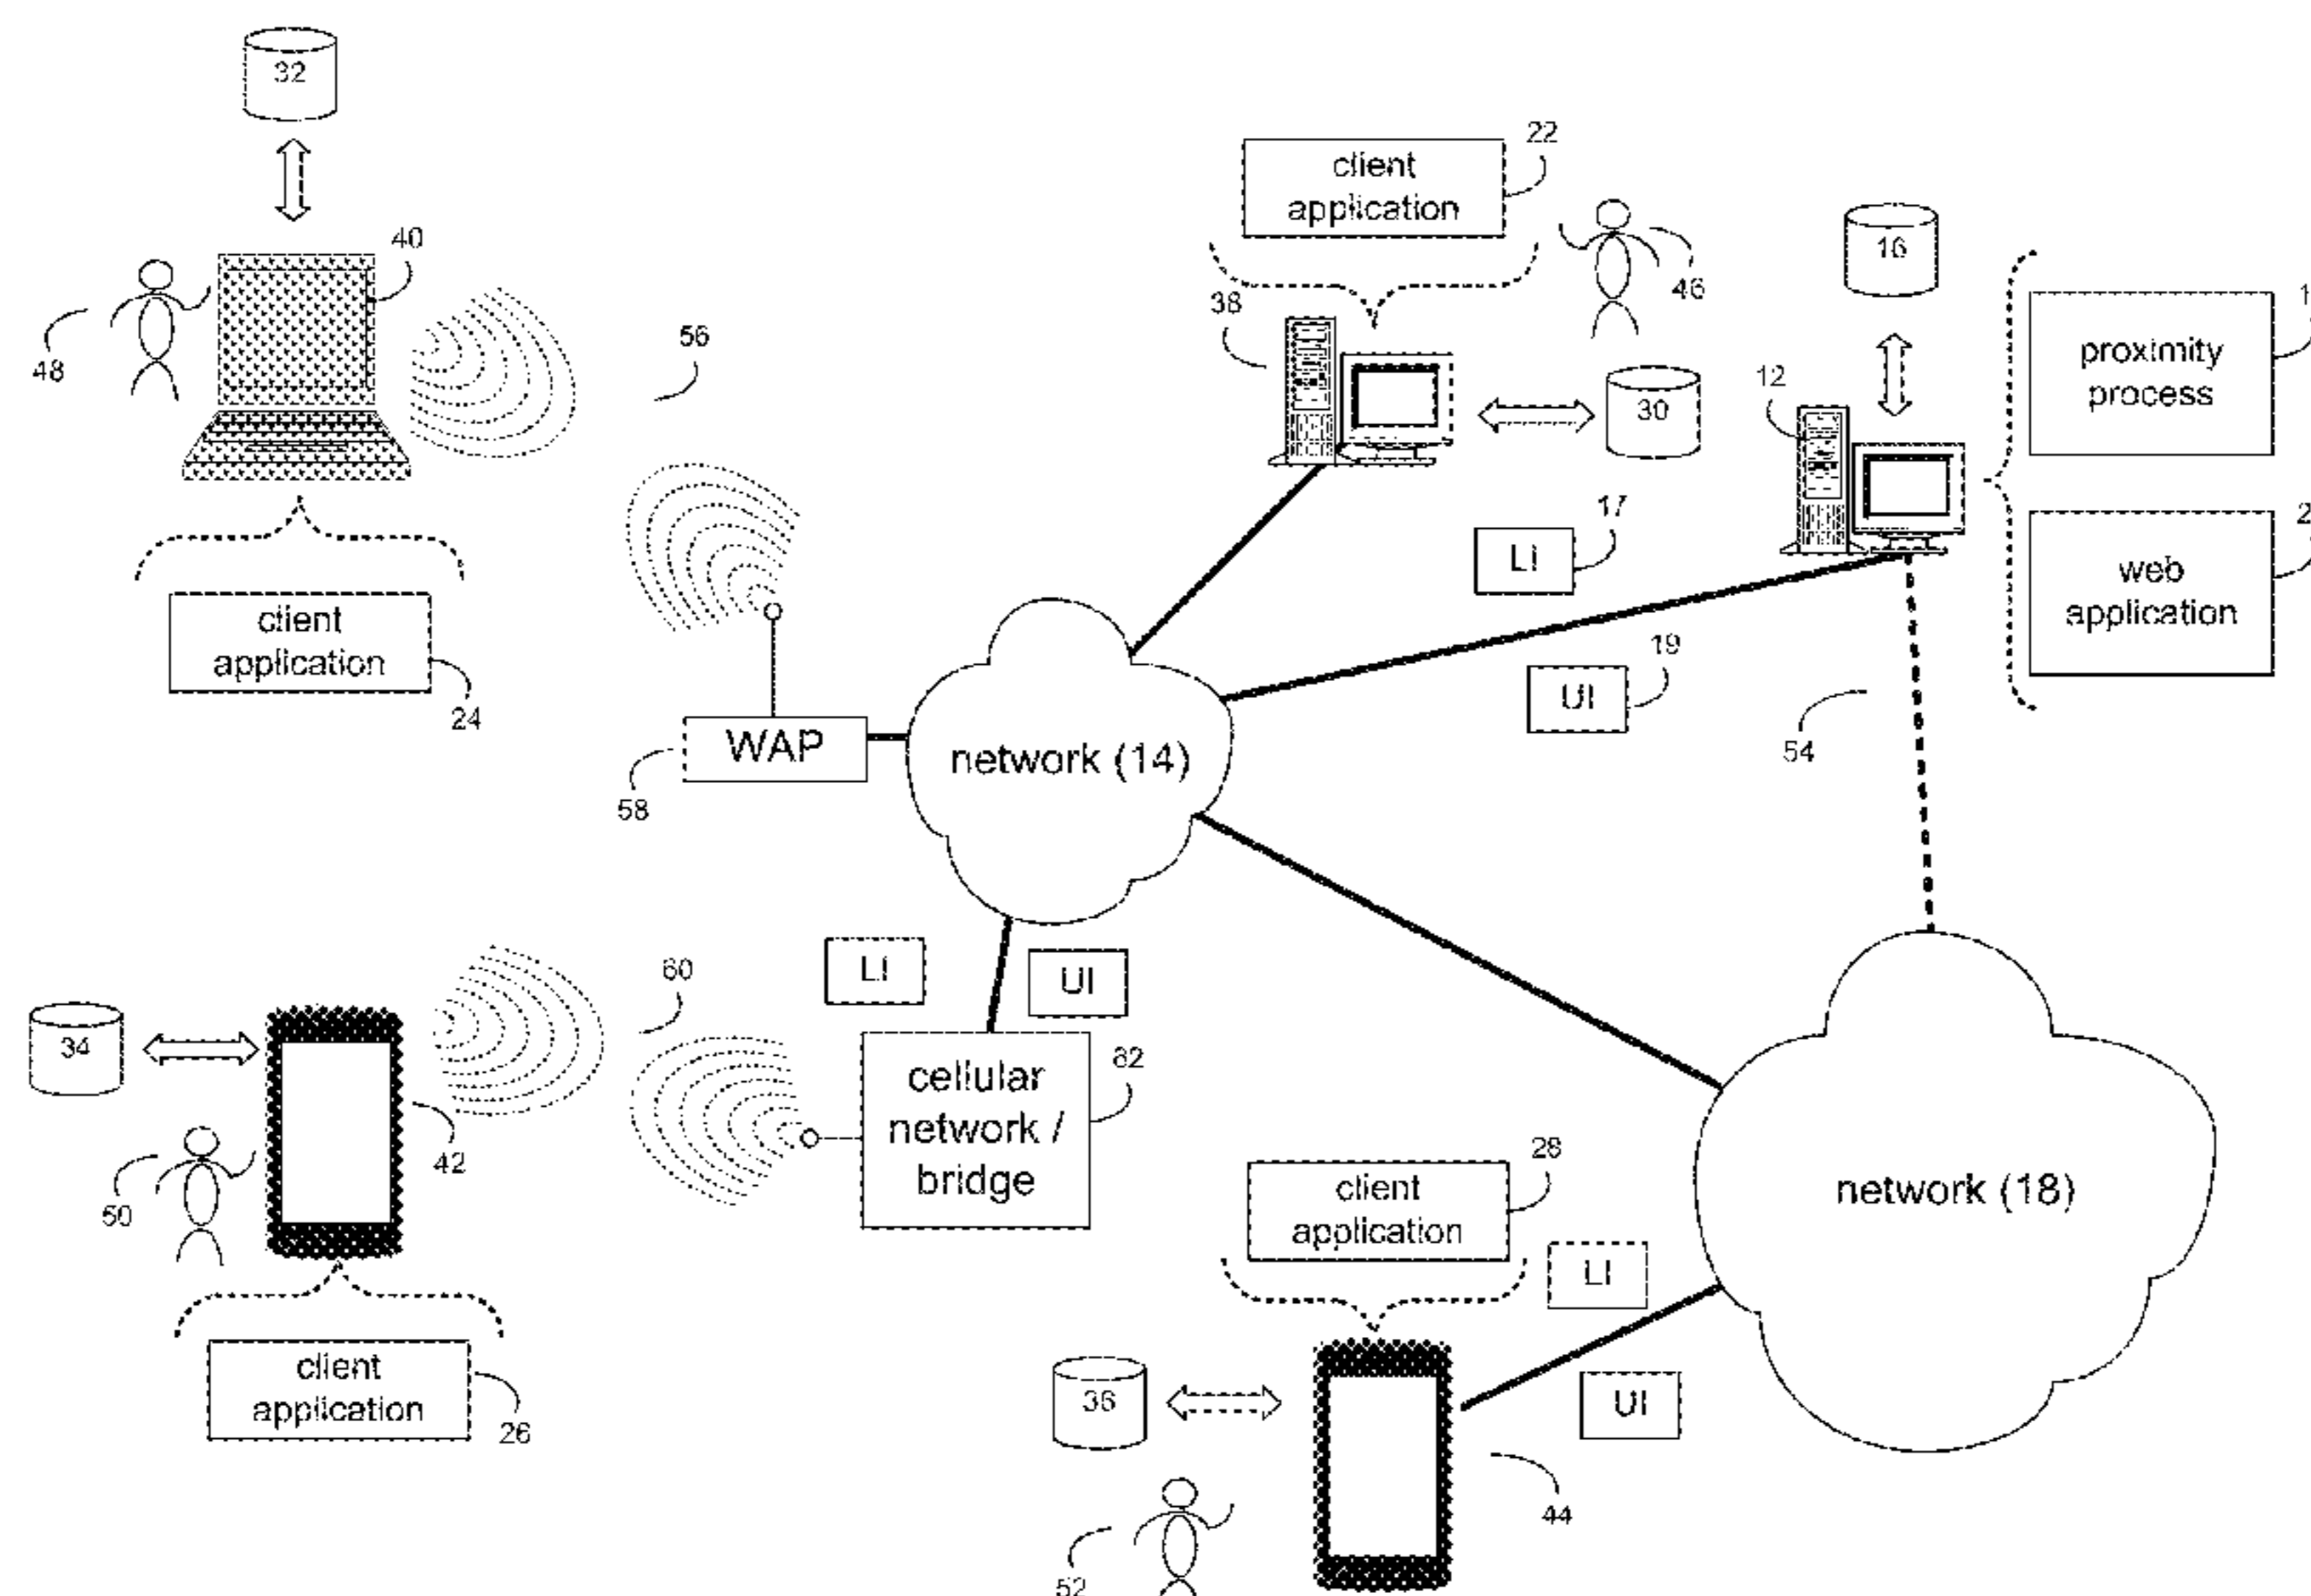 32
40
48
56
client
application
24
client
application
22
46
38
30
16
12
proximity
process
web
application
17
LI
19
UI
54
WAP
58
network (14)
LI
UI
60
34
42
50
cellular
network /
bridge
62
client
application
26
client
application
28
LI
UI
network (18)
36
44
52